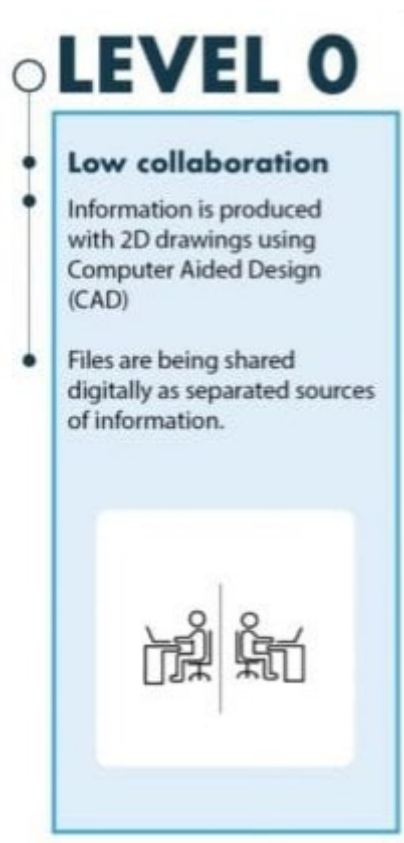 LEVEL 0
Low collaboration
Information is produced
with 2D drawings using
Computer Aided Design
(CAD)
Files are being shared
digitally as separated sources
of information.